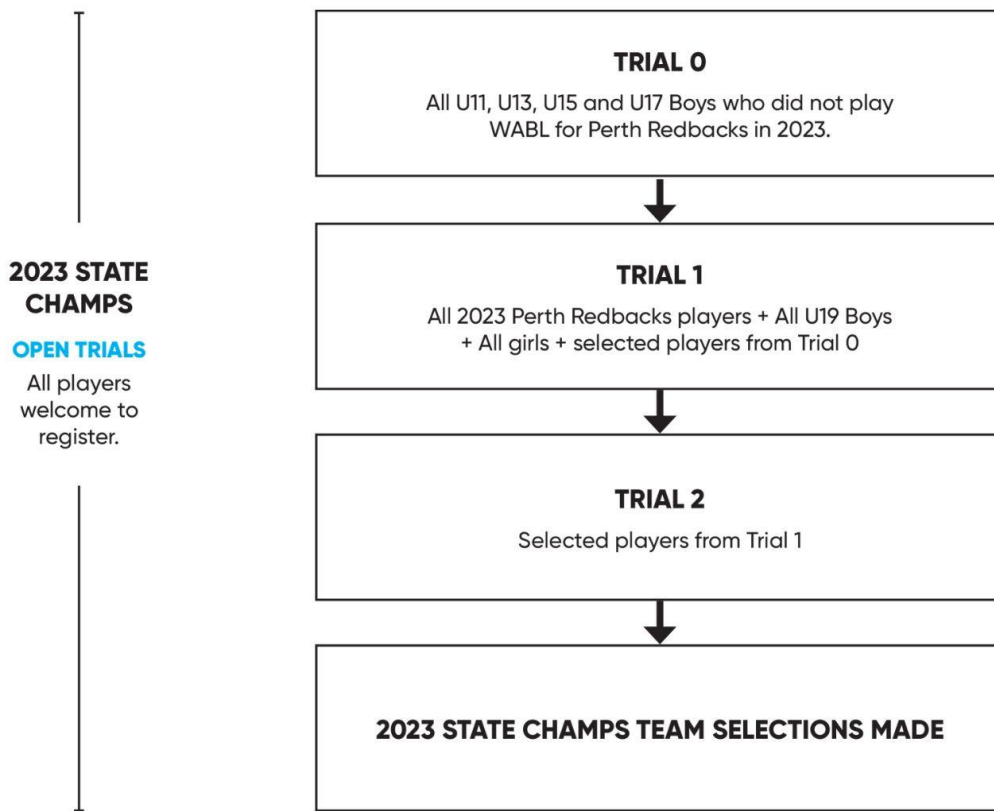 2023 STATE
CHAMPS
OPEN TRIALS
All players
welcome to
register.
TRIAL 0
All U11, U13, U15 and U17 Boys who did not play
WABL for Perth Redbacks in 2023.
TRIAL 1
All 2023 Perth Redbacks players + All U19 Boys
+ All girls + selected players from Trial 0
TRIAL 2
Selected players from Trial 1
2023 STATE CHAMPS TEAM SELECTIONS MADE